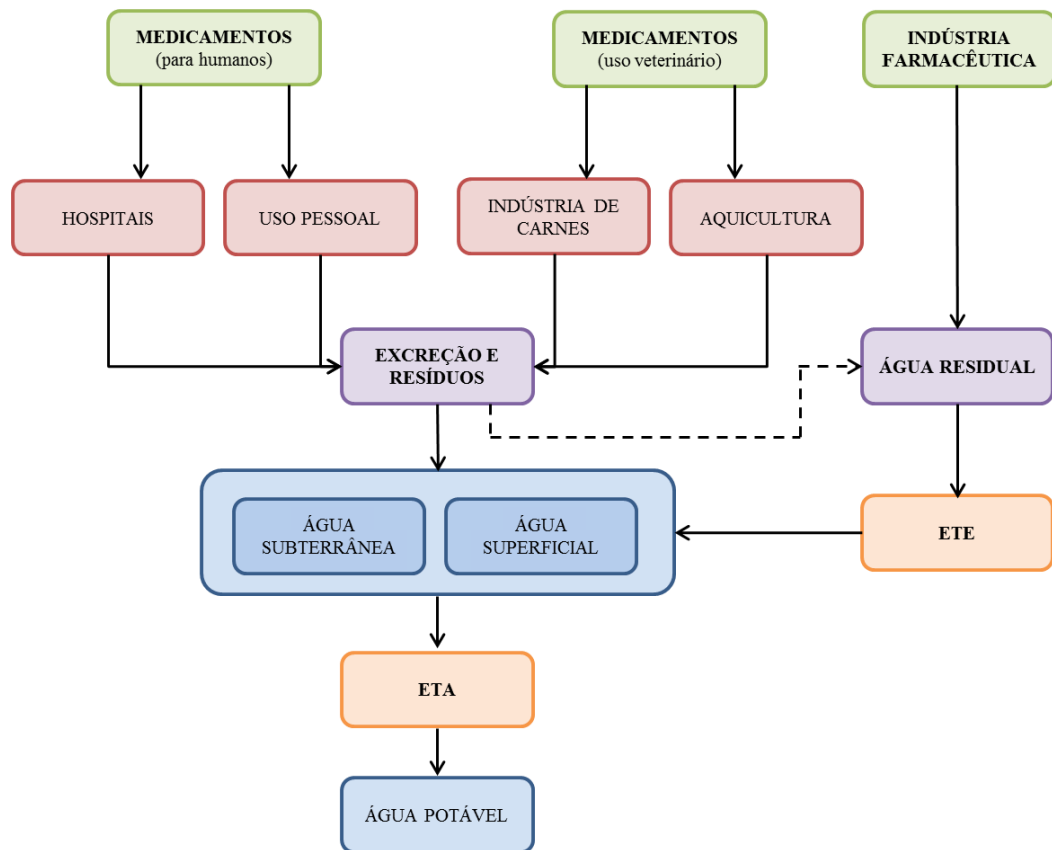 MEDICAMENTOS
(para humanos)
MEDICAMENTOS
(uso veterinário)
INDÚSTRIA
FARMACÊUTICA
HOSPITAIS
USO PESSOAL
INDÚSTRIA DE
CARNES
AQUICULTURA
EXCREÇÃO E
RESÍDUOS
ÁGUA RESIDUAL
ÁGUA
SUBTERRÂNEA
ÁGUA
SUPERFICIAL
ETE
ETA
ÁGUA POTÁVEL